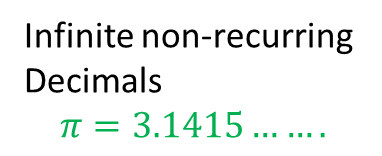 Infinite non-recurring
Decimals
π = 3.1415 … … .